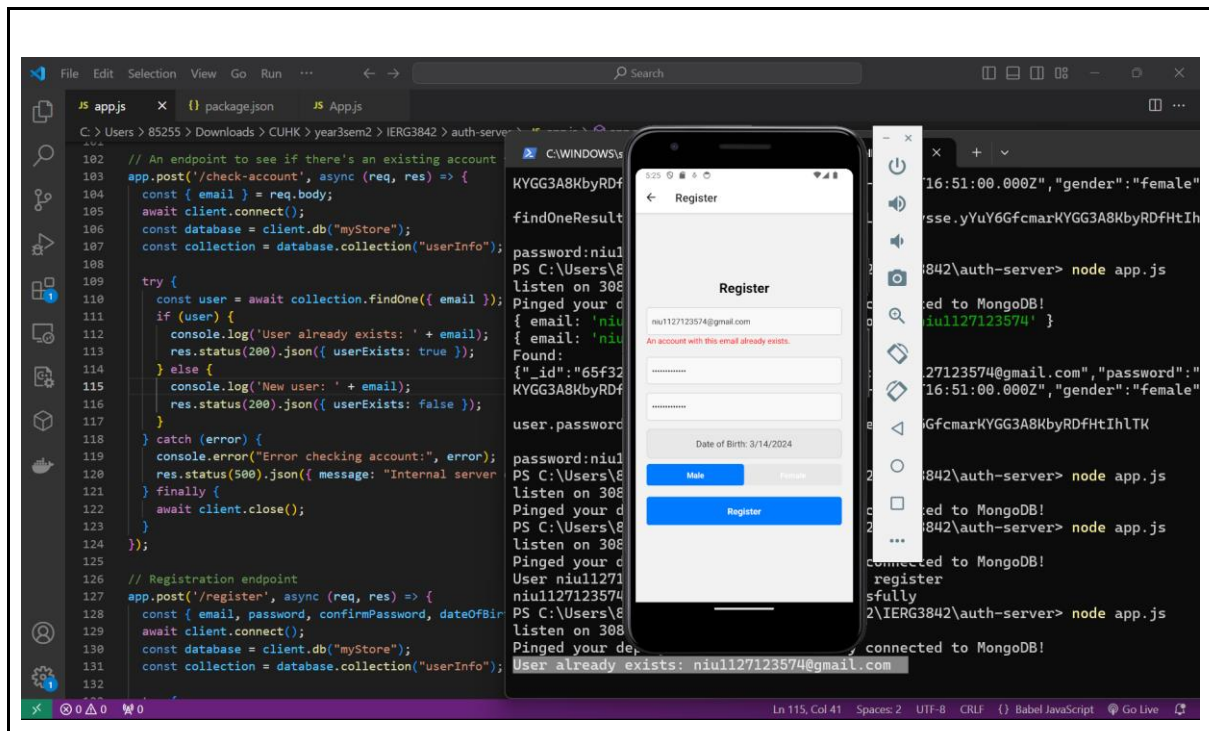 File Edit Selection View Go Run ··· ← → Search
JS app.js × {} package.json JS App.js
C: > Users > 85255 > Downloads > CUHK > year3sem2 > IERG3842 > auth-server
102 // An endpoint to see if there's an existing account
103 app.post('/check-account', async (req, res) => {
104 const { email } = req.body;
105 await client.connect();
106 const database = client.db("myStore");
107 const collection = database.collection("userInfo");
108
109 try {
110 const user = await collection.findOne({ email });
111 if (user) {
112 console.log('User already exists: ' + email);
113 res.status(200).json({ userExists: true });
114 } else {
115 console.log('New user: ' + email);
116 res.status(200).json({ userExists: false });
117 }
118 } catch (error) {
119 console.error("Error checking account:", error);
120 res.status(500).json({ message: "Internal server
121 } finally {
122 await client.close();
123 }
124 });
125
126 // Registration endpoint
127 app.post('/register', async (req, res) => {
128 const { email, password, confirmPassword, dateOfBir
129 await client.connect();
130 const database = client.db("myStore");
131 const collection = database.collection("userInfo");
132
C:\WINDOWS\s × +
KYGG3A8KbyRDf 16:51:00.000Z","gender":"female"
findOneResult sse.yYuY6GfcmarKYGG3A8KbyRDfHtIh
password:niu1
PS C:\Users\8 842\auth-server> node app.js
listen on 308
Pinged your d ed to MongoDB!
{ email: 'niu iu1127123574' }
{ email: 'niu
Found:
{"_id":"65f32 27123574@gmail.com","password":"
KYGG3A8KbyRDf 16:51:00.000Z","gender":"female"
user.password GfcmarKYGG3A8KbyRDfHtIhlTK
password:niu1
PS C:\Users\8 842\auth-server> node app.js
listen on 308
Pinged your d ed to MongoDB!
PS C:\Users\8 842\auth-server> node app.js
listen on 308
Pinged your d connected to MongoDB!
User niu11271 register
niu1127123574 sfully
PS C:\Users\8 2\IERG3842\auth-server> node app.js
listen on 308
Pinged your dep y connected to MongoDB!
User already exists: niu1127123574@gmail.com
5:25
← Register
Register
niu1127123574@gmail.com
An account with this email already exists.
Date of Birth: 3/14/2024
Male Female
Register
0 0 0 Ln 115, Col 41 Spaces: 2 UTF-8 CRLF {} Babel JavaScript Go Live